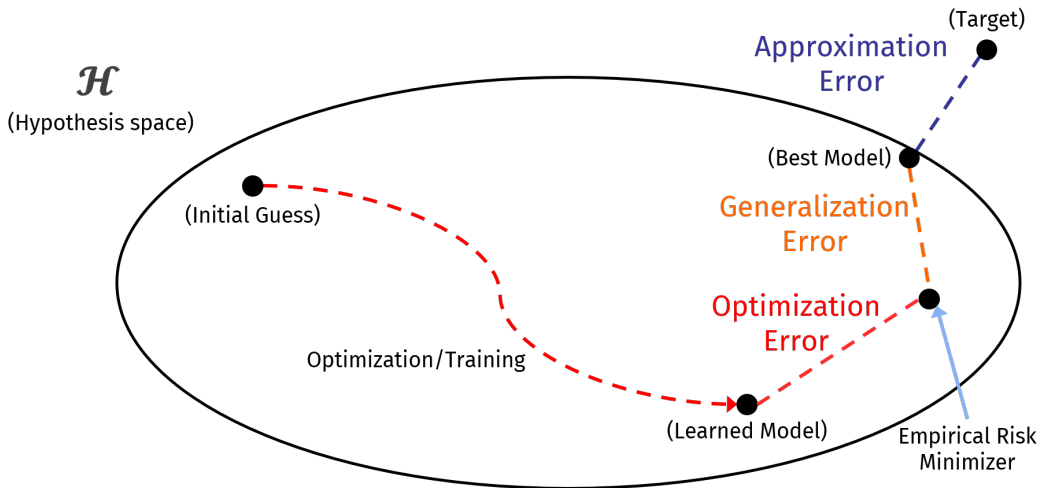 (Target)
Approximation
Error
ℋ
(Hypothesis space)
(Best Model)
(Initial Guess)
Generalization
Error
Optimization
Error
Optimization/Training
(Learned Model)
Empirical Risk
Minimizer